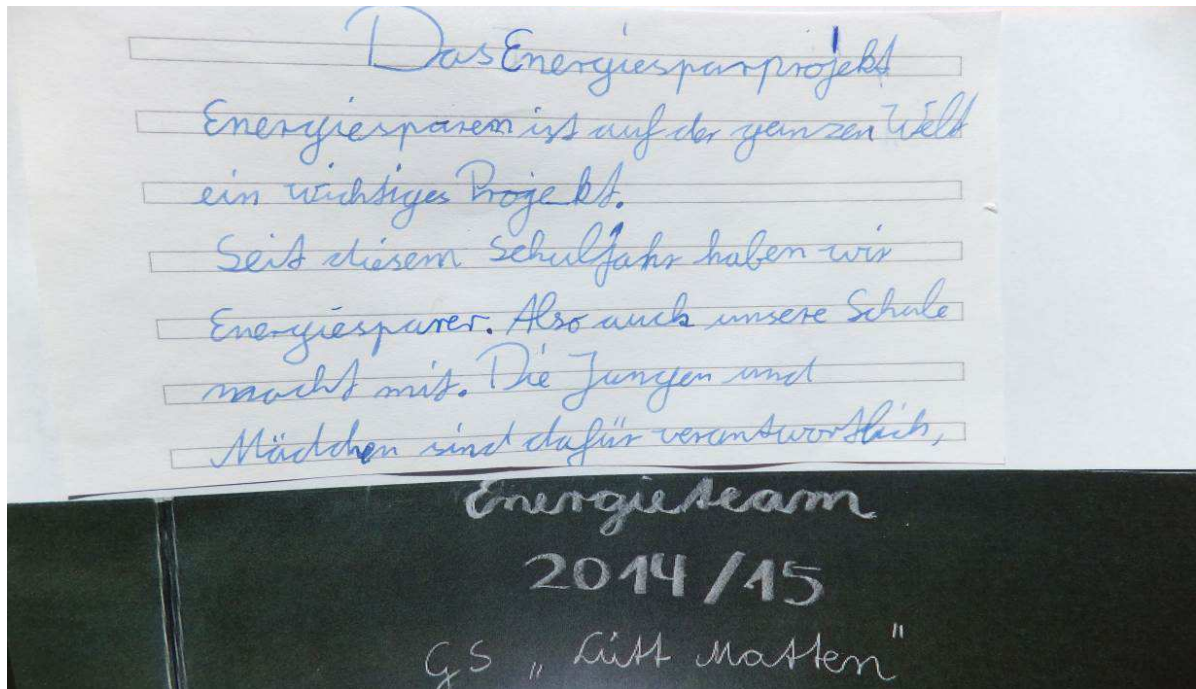 Das Energiesparprojekt
Energiesparen ist auf der ganzen Welt
ein wichtiges Projekt.
Seit diesem Schuljahr haben wir
Energiesparer. Also auch unsere Schule
macht mit. Die Jungen und
Mädchen sind dafür verantwortlich,
Energieteam
2014/15
GS „Lütt Matten"